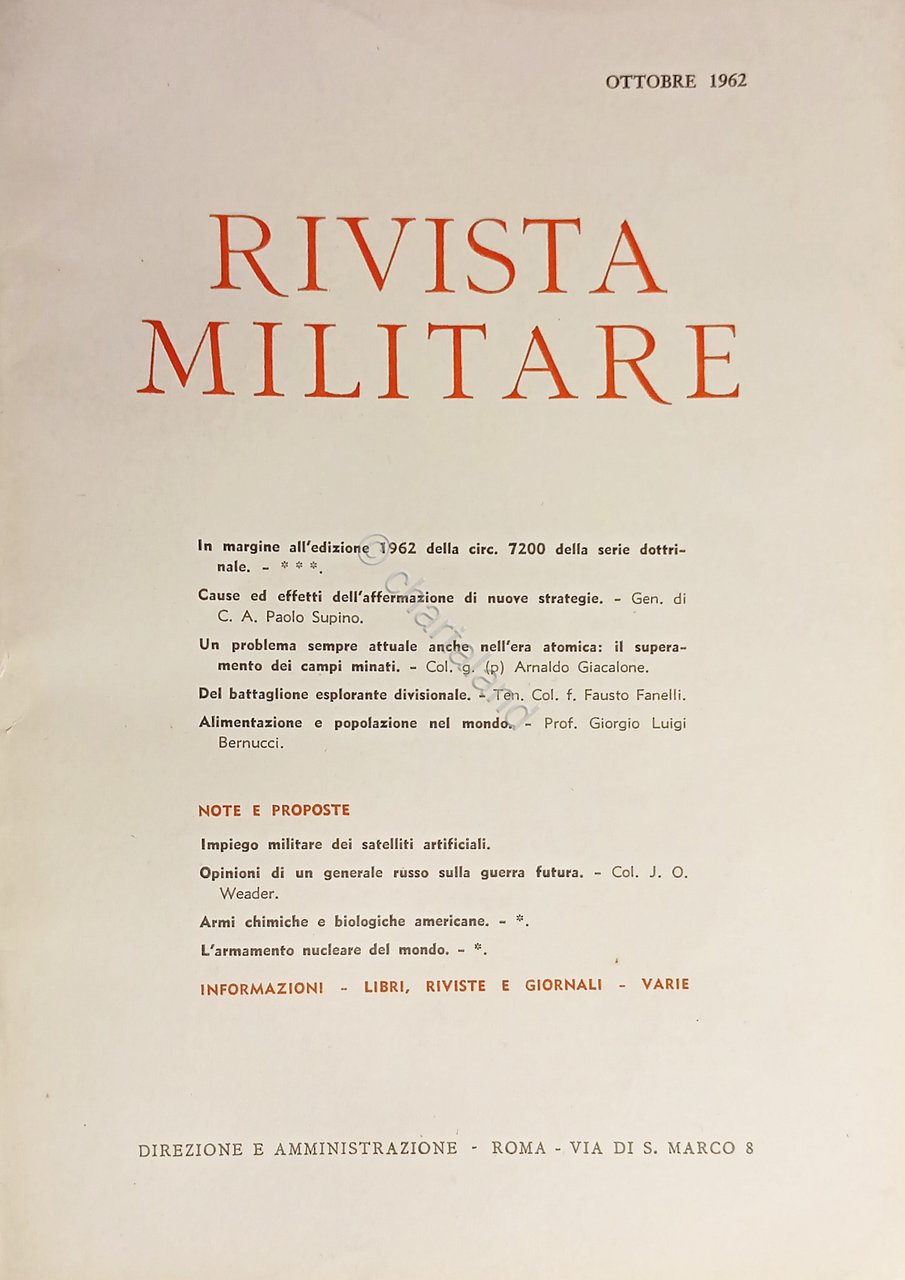 OTTOBRE 1962
RIVISTA
MILITARE
In margine all'edizione 1962 della circ. 7200 della serie dottri-
nale. - * * *.
Cause ed effetti dell'affermazione di nuove strategie. - Gen. di
C. A. Paolo Supino.
Un problema sempre attuale anche nell'era atomica: il supera-
mento dei campi minati. - Col. g. (p) Arnaldo Giacalone.
Del battaglione esplorante divisionale. - Ten. Col. f. Fausto Fanelli.
Alimentazione e popolazione nel mondo. - Prof. Giorgio Luigi
Bernucci.
NOTE E PROPOSTE
Impiego militare dei satelliti artificiali.
Opinioni di un generale russo sulla guerra futura. - Col. J. O.
Weader.
Armi chimiche e biologiche americane. - *.
L'armamento nucleare del mondo. - *.
INFORMAZIONI - LIBRI, RIVISTE E GIORNALI - VARIE
DIREZIONE E AMMINISTRAZIONE - ROMA - VIA DI S. MARCO 8
© chartaland